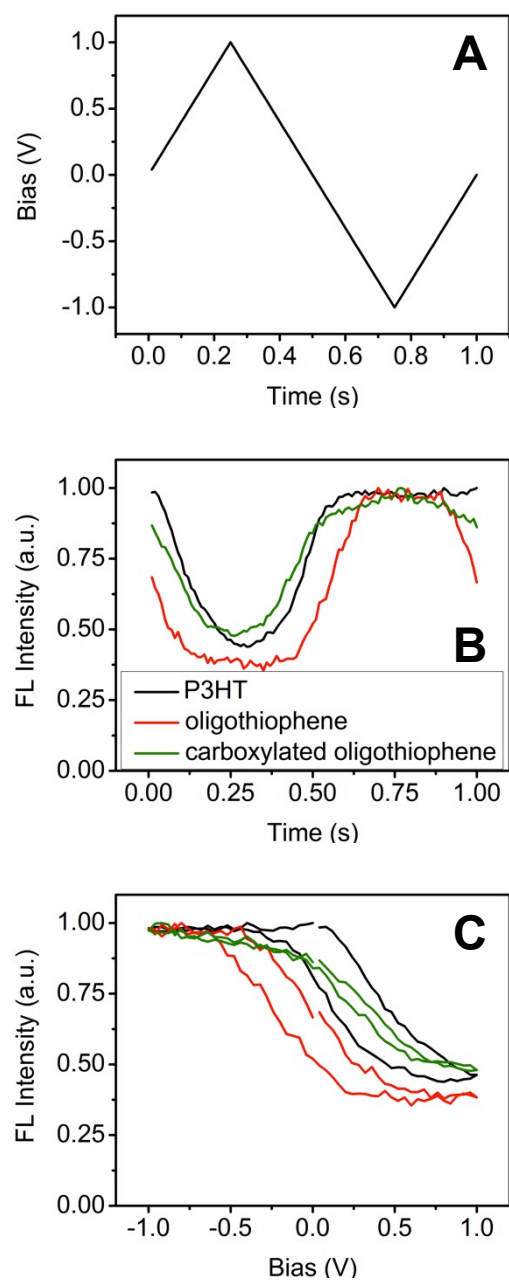 A
1.0
0.5
0.0
-0.5
-1.0
Bias (V)
0.0 0.2 0.4 0.6 0.8 1.0
Time (s)
1.00
0.75
0.50
0.25
0.00
FL Intensity (a.u.)
B
P3HT
oligothiophene
carboxylated oligothiophene
0.00 0.25 0.50 0.75 1.00
Time (s)
C
1.00
0.75
0.50
0.25
0.00
FL Intensity (a.u.)
-1.0 -0.5 0.0 0.5 1.0
Bias (V)